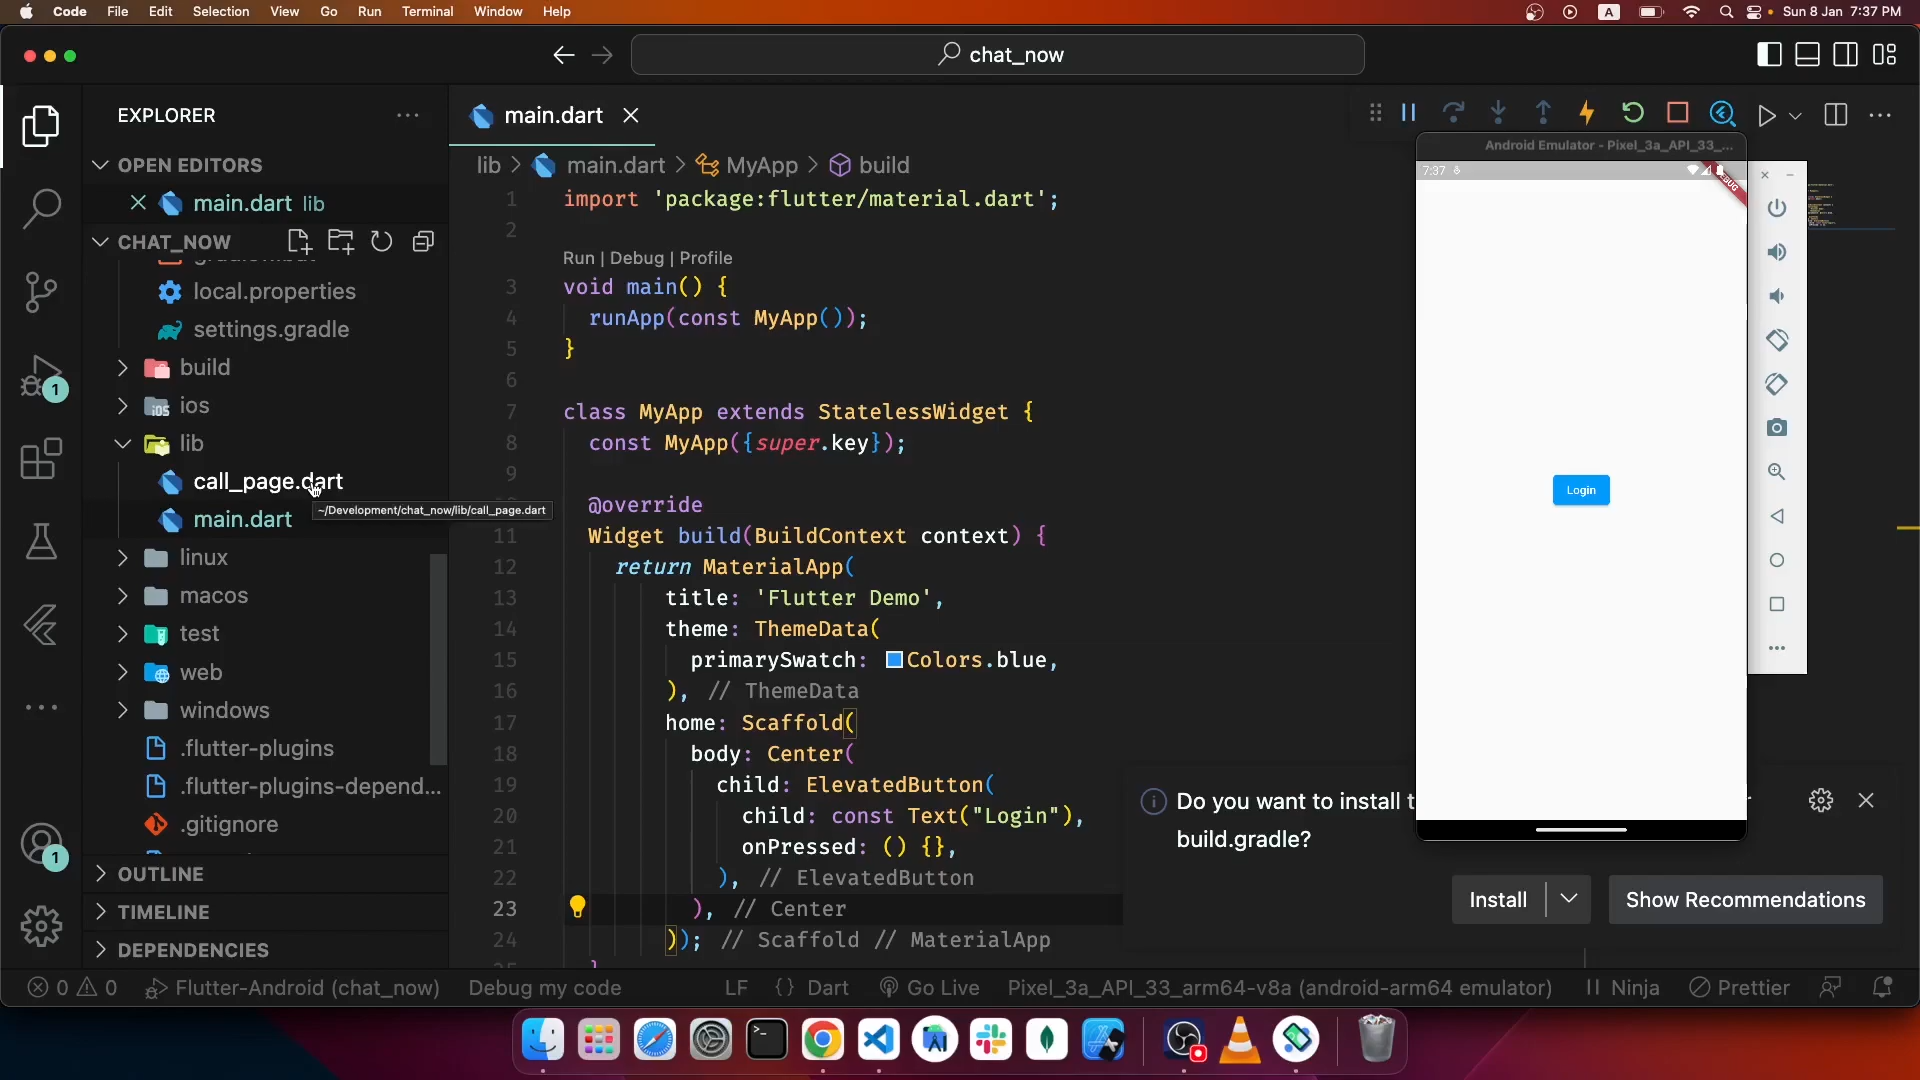 Code File Edit Selection View Go Run Terminal Window Help
A
Sun 8 Jan 7:37 PM
chat_now
EXPLORER
OPEN EDITORS
main.dart lib
CHAT_NOW
local.properties
settings.gradle
build
ios
lib
call_page.dart
~/Development/chat_now/lib/call_page.dart
main.dart
linux
macos
test
web
windows
.flutter-plugins
.flutter-plugins-depend...
.gitignore
OUTLINE
TIMELINE
DEPENDENCIES
1
1
main.dart
lib > main.dart > MyApp > build
1 import 'package:flutter/material.dart';
2
Run | Debug | Profile
3 void main() {
4 runApp(const MyApp());
5 }
6
7 class MyApp extends StatelessWidget {
8 const MyApp({super.key});
9
@override
11 Widget build(BuildContext context) {
12 return MaterialApp(
13 title: 'Flutter Demo',
14 theme: ThemeData(
15 primarySwatch: Colors.blue,
16 ), // ThemeData
17 home: Scaffold(
18 body: Center(
19 child: ElevatedButton(
20 child: const Text("Login"),
21 onPressed: () {},
22 ), // ElevatedButton
23 ), // Center
24 )); // Scaffold // MaterialApp
Android Emulator - Pixel_3a_API_33_...
7:37
Login
Do you want to install t
build.gradle?
Install
Show Recommendations
0 0 Flutter-Android (chat_now) Debug my code LF {} Dart Go Live Pixel_3a_API_33_arm64-v8a (android-arm64 emulator) Ninja Prettier